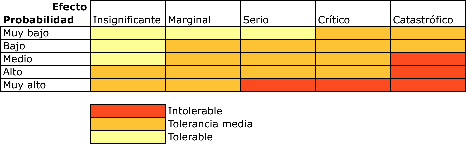 Efecto
Probabilidad Insignificante Marginal Serio Crítico Catastrófico
Muy bajo
Bajo
Medio
Alto
Muy alto
Intolerable
Tolerancia media
Tolerable